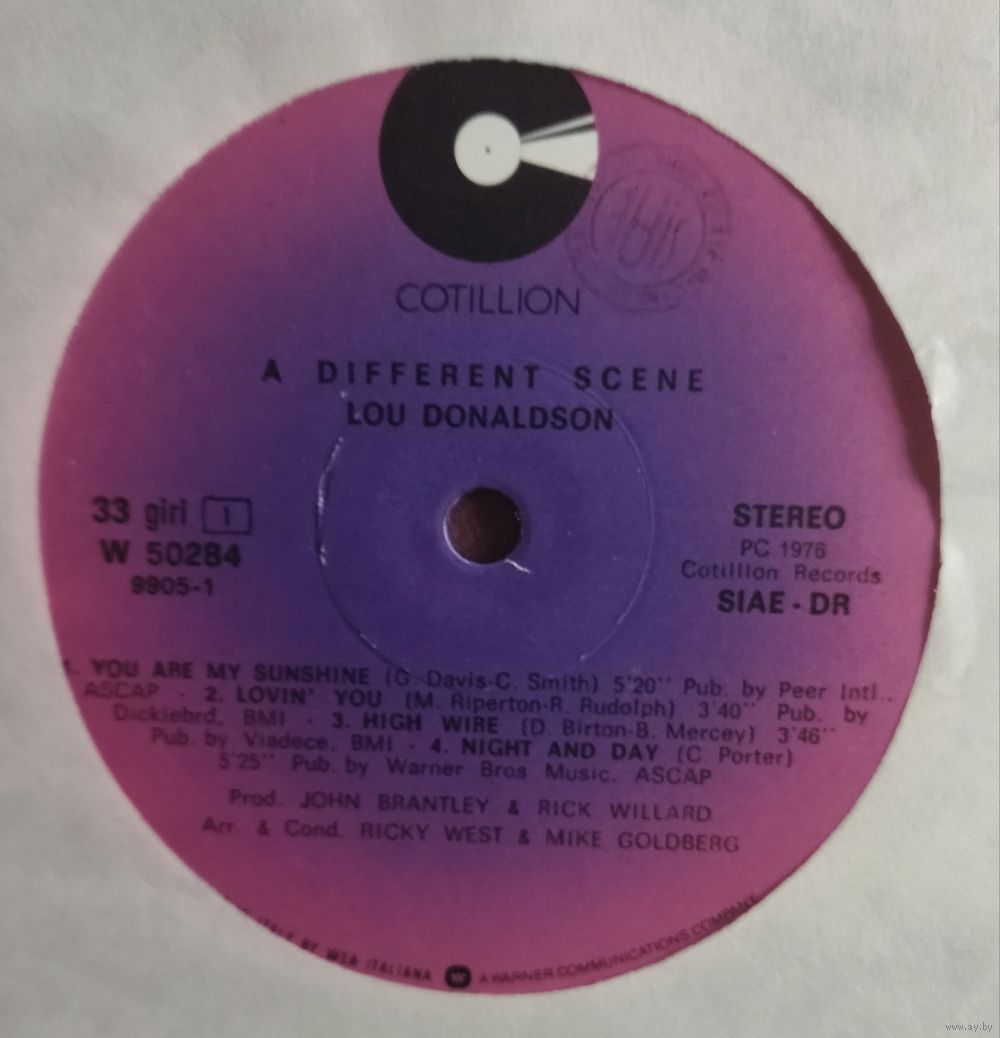 COTILLION
A DIFFERENT SCENE
LOU DONALDSON
33 giri 1
W 50284
9905-1
STEREO
PC 1976
Cotillion Records
SIAE - DR
1. YOU ARE MY SUNSHINE (G. Davis-C. Smith) 5'20'' Pub. by Peer Intl..
ASCAP - 2. LOVIN' YOU (M. Riperton-R. Rudolph) 3'40'' Pub. by
Dickiebrd, BMI - 3. HIGH WIRE (D. Birton-B. Mercey) 3'46''
Pub. by Viadece, BMI - 4. NIGHT AND DAY (C. Porter)
5'25'' Pub. by Warner Bros Music, ASCAP
Prod. JOHN BRANTLEY & RICK WILLARD
Arr. & Cond. RICKY WEST & MIKE GOLDBERG
ITALY BY WEA ITALIANA A WARNER COMMUNICATIONS COMPANY
www.ay.by